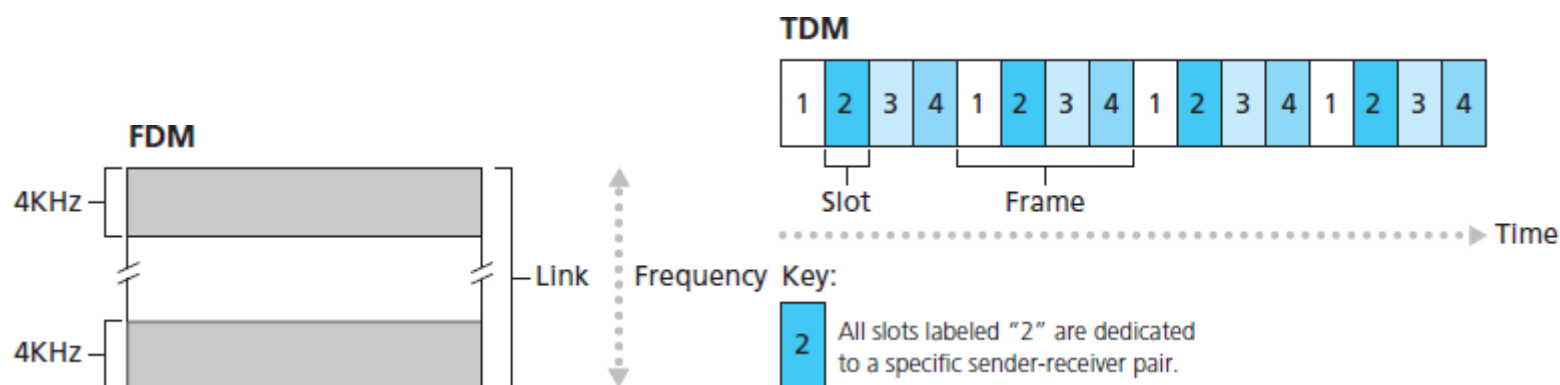 TDM
1 2 3 4 1 2 3 4 1 2 3 4 1 2 3 4
Slot
Frame
Time
FDM
4KHz
Link
4KHz
Frequency
Key:
2
All slots labeled “2” are dedicated
to a specific sender-receiver pair.